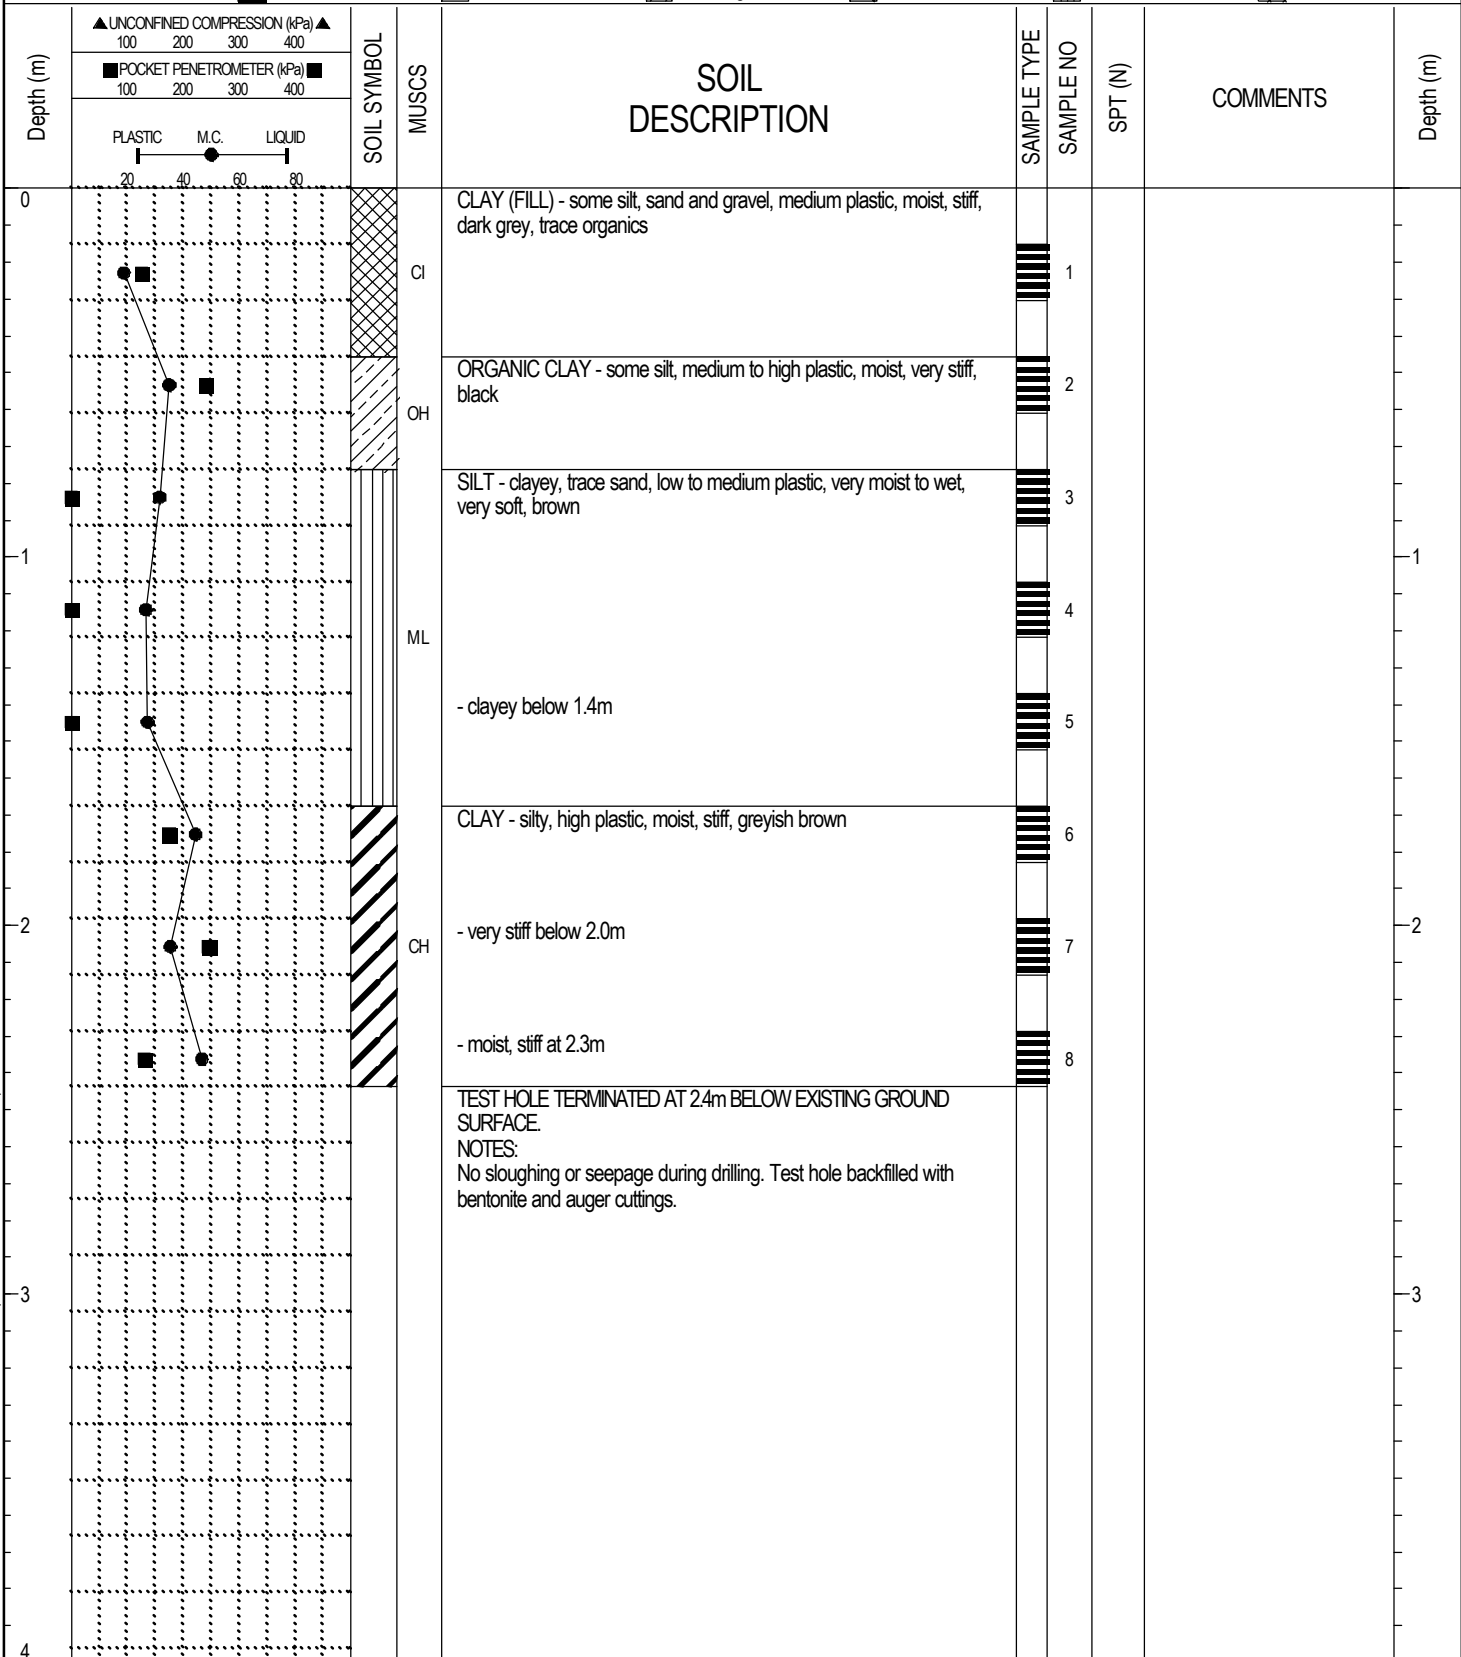 ▲UNCONFINED COMPRESSION (kPa)▲
100 200 300 400
■POCKET PENETROMETER (kPa)■
100 200 300 400
PLASTIC M.C. LIQUID
20 40 60 80
Depth (m)
SOIL SYMBOL
MUSCS
SOIL
DESCRIPTION
SAMPLE TYPE
SAMPLE NO
SPT (N)
COMMENTS
Depth (m)
0
CLAY (FILL) - some silt, sand and gravel, medium plastic, moist, stiff,
dark grey, trace organics
CI
1
ORGANIC CLAY - some silt, medium to high plastic, moist, very stiff,
black
2
OH
SILT - clayey, trace sand, low to medium plastic, very moist to wet,
very soft, brown
3
1
1
4
ML
- clayey below 1.4m
5
CLAY - silty, high plastic, moist, stiff, greyish brown
6
2
- very stiff below 2.0m
2
CH
7
- moist, stiff at 2.3m
8
TEST HOLE TERMINATED AT 2.4m BELOW EXISTING GROUND
SURFACE.
NOTES:
No sloughing or seepage during drilling. Test hole backfilled with
bentonite and auger cuttings.
3
3
4